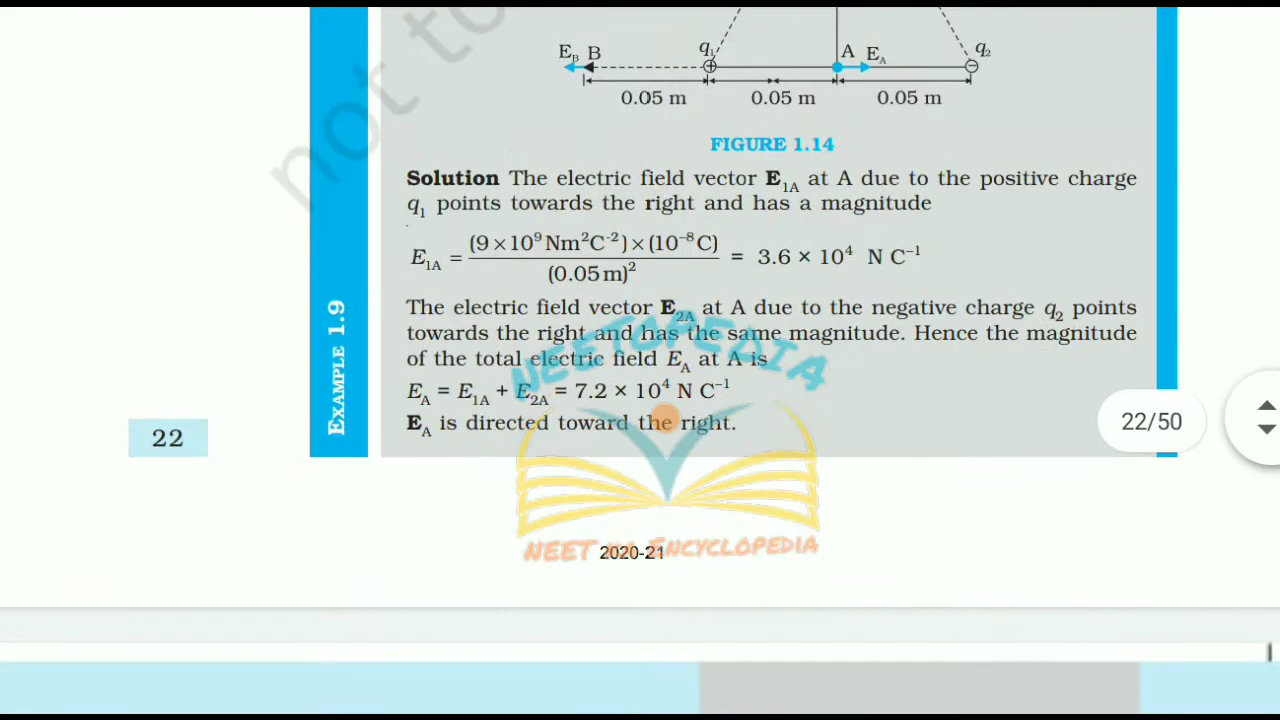 not to
E_B B q_1 A E_A q_2
0.05 m 0.05 m 0.05 m
FIGURE 1.14
Solution The electric field vector E_1A at A due to the positive charge
q_1 points towards the right and has a magnitude
E_1A = (9 × 10^9 Nm^2C^-2) × (10^-8 C) / (0.05 m)^2 = 3.6 × 10^4 N C^-1
The electric field vector E_2A at A due to the negative charge q_2 points
towards the right and has the same magnitude. Hence the magnitude
of the total electric field E_A at A is
E_A = E_1A + E_2A = 7.2 × 10^4 N C^-1
E_A is directed toward the right.
EXAMPLE 1.9
22
22/50
NEETOPEDIA
NEET ka ENCYCLOPEDIA
2020-21